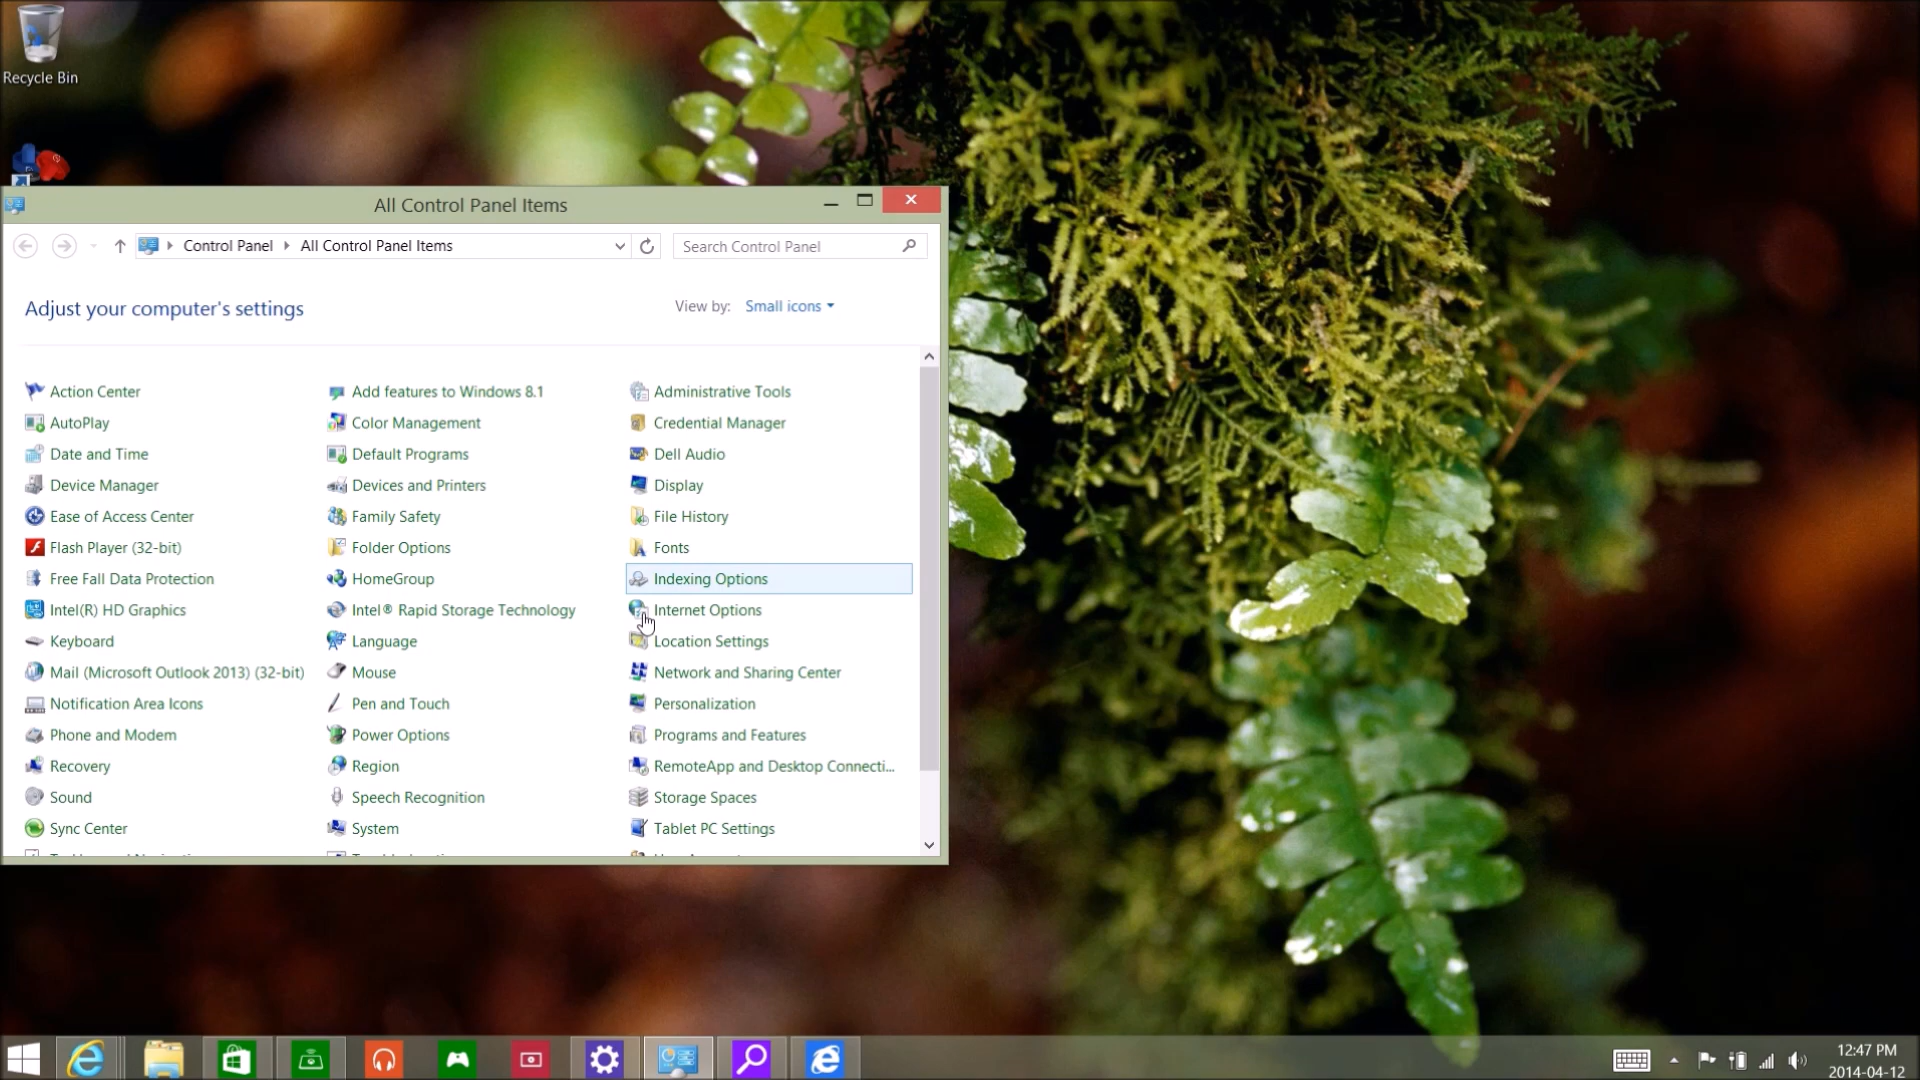 Recycle Bin
All Control Panel Items
Control Panel
All Control Panel Items
Search Control Panel
Adjust your computer's settings
View by: Small icons
Action Center
Add features to Windows 8.1
Administrative Tools
AutoPlay
Color Management
Credential Manager
Date and Time
Default Programs
Dell Audio
Device Manager
Devices and Printers
Display
Ease of Access Center
Family Safety
File History
Flash Player (32-bit)
Folder Options
Fonts
Free Fall Data Protection
HomeGroup
Indexing Options
Intel(R) HD Graphics
Intel® Rapid Storage Technology
Internet Options
Keyboard
Language
Location Settings
Mail (Microsoft Outlook 2013) (32-bit)
Mouse
Network and Sharing Center
Notification Area Icons
Pen and Touch
Personalization
Phone and Modem
Power Options
Programs and Features
Recovery
Region
RemoteApp and Desktop Connecti...
Sound
Speech Recognition
Storage Spaces
Sync Center
System
Tablet PC Settings
12:47 PM
2014-04-12